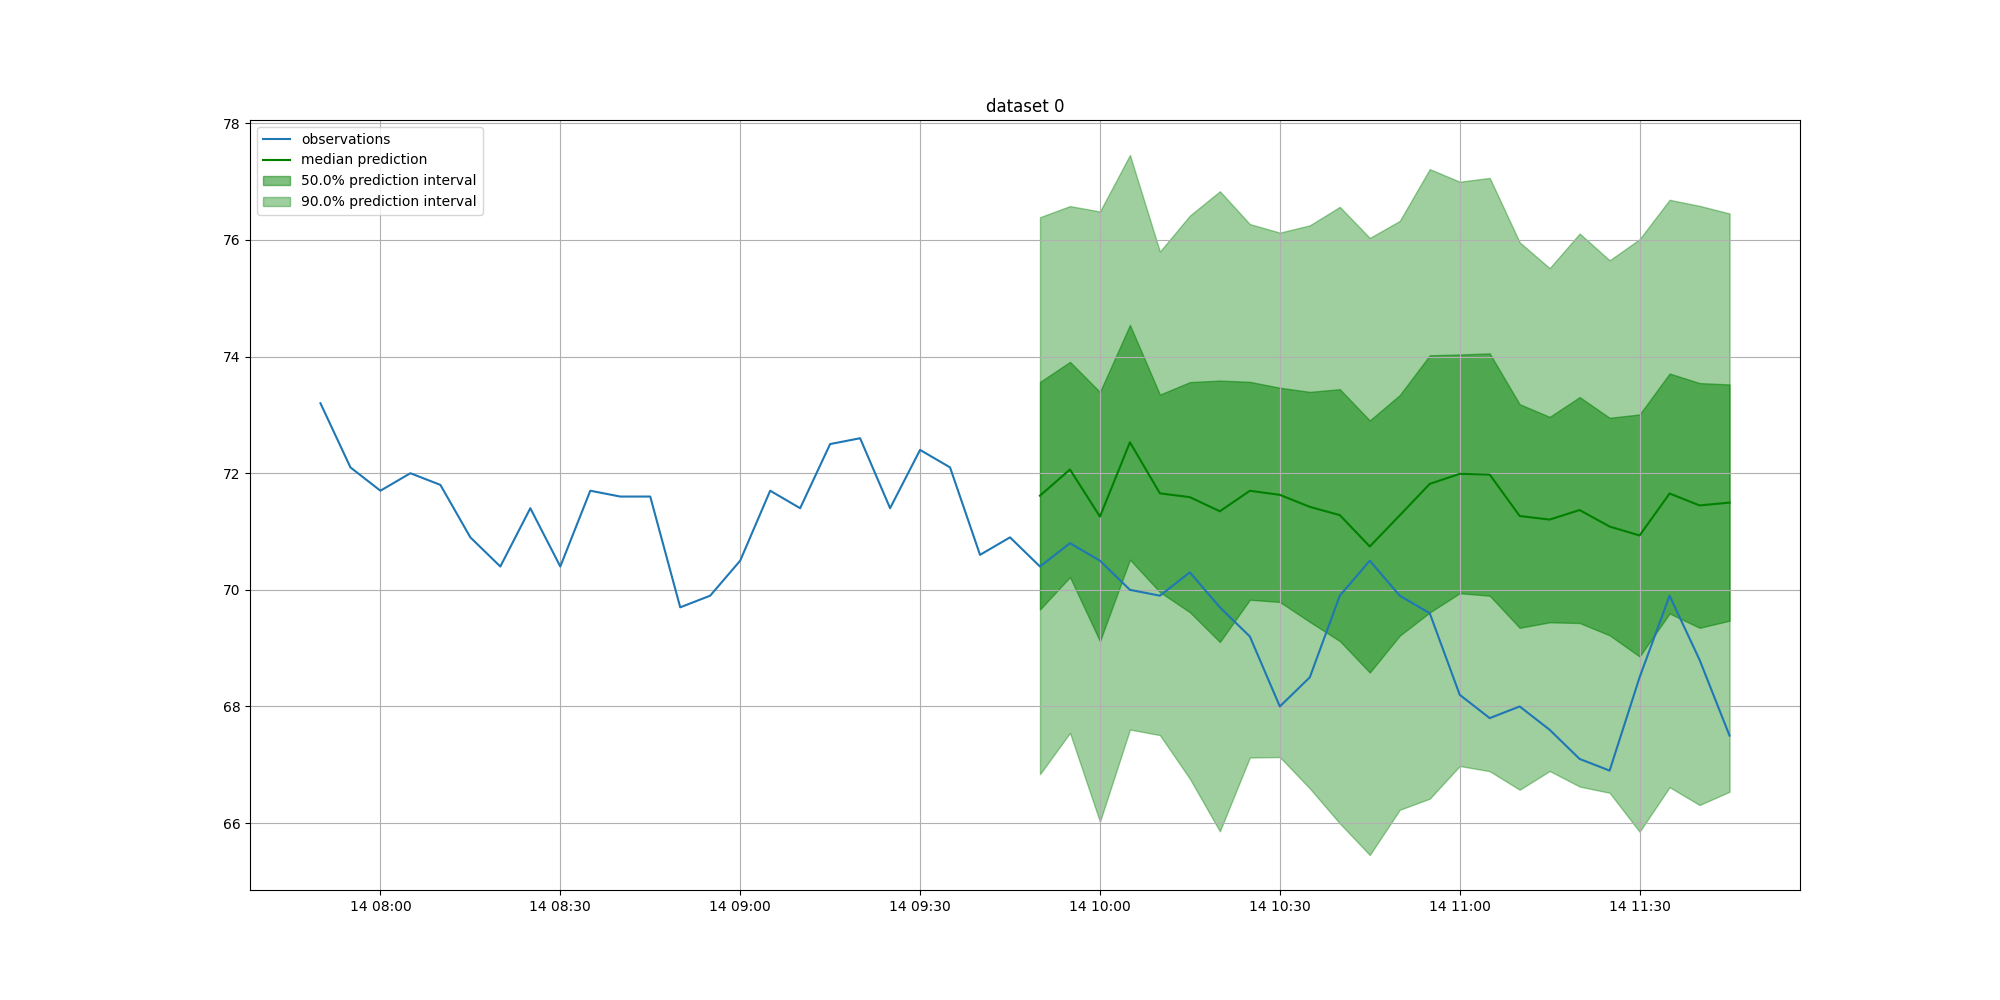 dataset 0
78
observations
median prediction
50.0% prediction interval
90.0% prediction interval
76
74
72
70
68
66
14 08:00 14 08:30 14 09:00 14 09:30 14 10:00 14 10:30 14 11:00 14 11:30